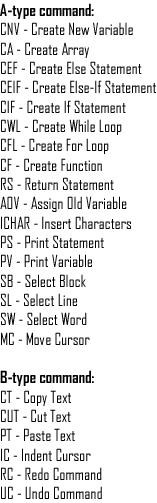 A-type command:
CNV - Create New Variable
CA - Create Array
CEF - Create Else Statement
CEIF - Create Else-If Statement
CIF - Create If Statement
CWL - Create While Loop
CFL - Create For Loop
CF - Create Function
RS - Return Statement
AOV - Assign Old Variable
ICHAR - Insert Characters
PS - Print Statement
PV - Print Variable
SB - Select Block
SL - Select Line
SW - Select Word
MC - Move Cursor
B-type command:
CT - Copy Text
CUT - Cut Text
PT - Paste Text
IC - Indent Cursor
RC - Redo Command
UC - Undo Command